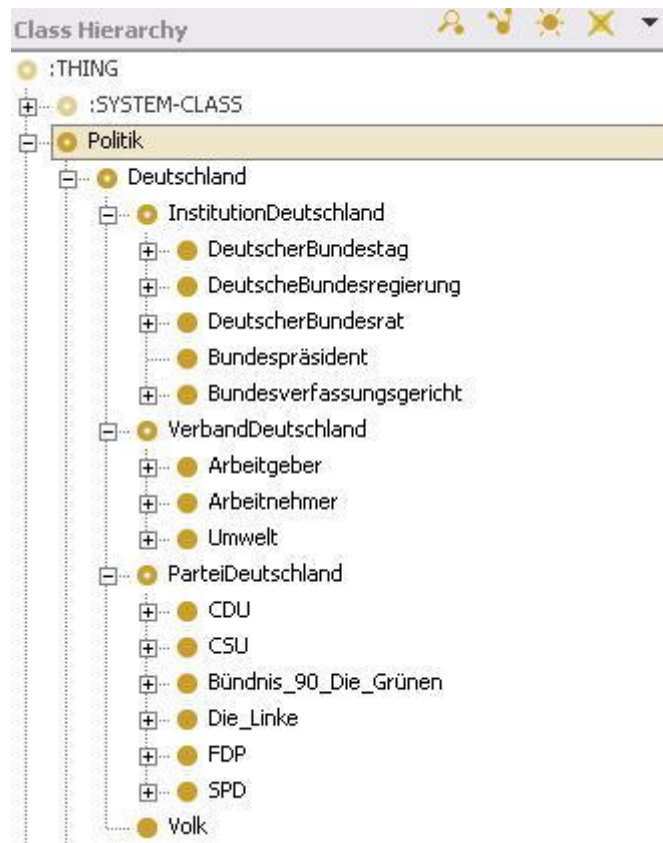 Class Hierarchy
:THING
:SYSTEM-CLASS
Politik
Deutschland
InstitutionDeutschland
DeutscherBundestag
DeutscheBundesregierung
DeutscherBundesrat
Bundespräsident
Bundesverfassungsgericht
VerbandDeutschland
Arbeitgeber
Arbeitnehmer
Umwelt
ParteiDeutschland
CDU
CSU
Bündnis_90_Die_Grünen
Die_Linke
FDP
SPD
Volk